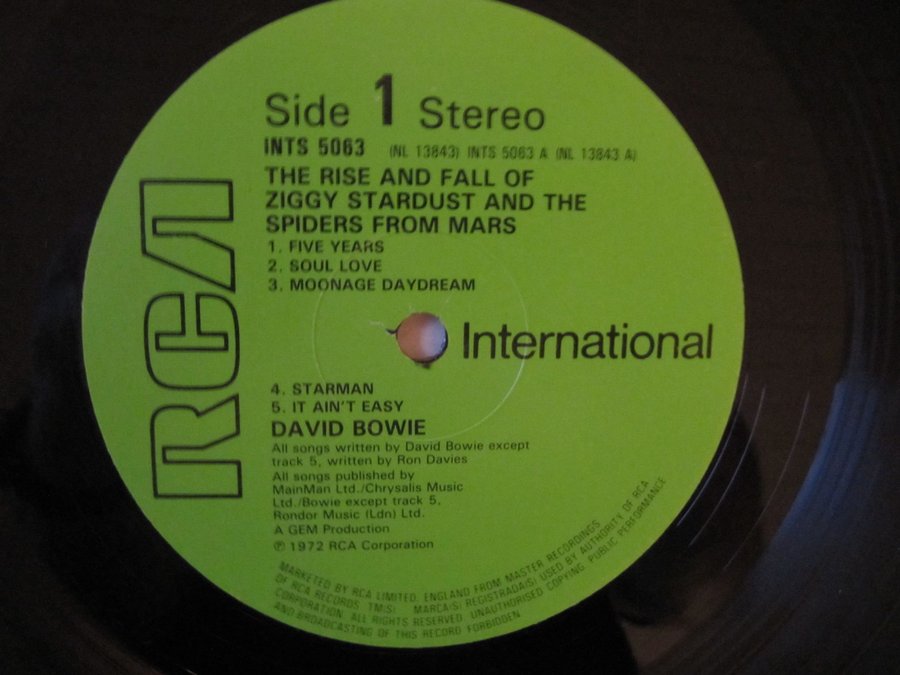 Side 1 Stereo
INTS 5063 (NL 13843) INTS 5063 A (NL 13843 A)
THE RISE AND FALL OF
ZIGGY STARDUST AND THE
SPIDERS FROM MARS
1. FIVE YEARS
2. SOUL LOVE
3. MOONAGE DAYDREAM
RCA
International
4. STARMAN
5. IT AIN'T EASY
DAVID BOWIE
All songs written by David Bowie except
track 5, written by Ron Davies
All songs published by
MainMan Ltd./Chrysalis Music
Ltd./Bowie except track 5,
Rondor Music (Ldn) Ltd.
A GEM Production
℗ 1972 RCA Corporation
MARKETED BY RCA LIMITED. ENGLAND FROM MASTER RECORDINGS
OF RCA RECORDS. TM(S) MARCA(S) REGISTRADA(S) USED BY AUTHORITY OF RCA
CORPORATION. ALL RIGHTS RESERVED. UNAUTHORISED COPYING, PUBLIC PERFORMANCE
AND BROADCASTING OF THIS RECORD FORBIDDEN